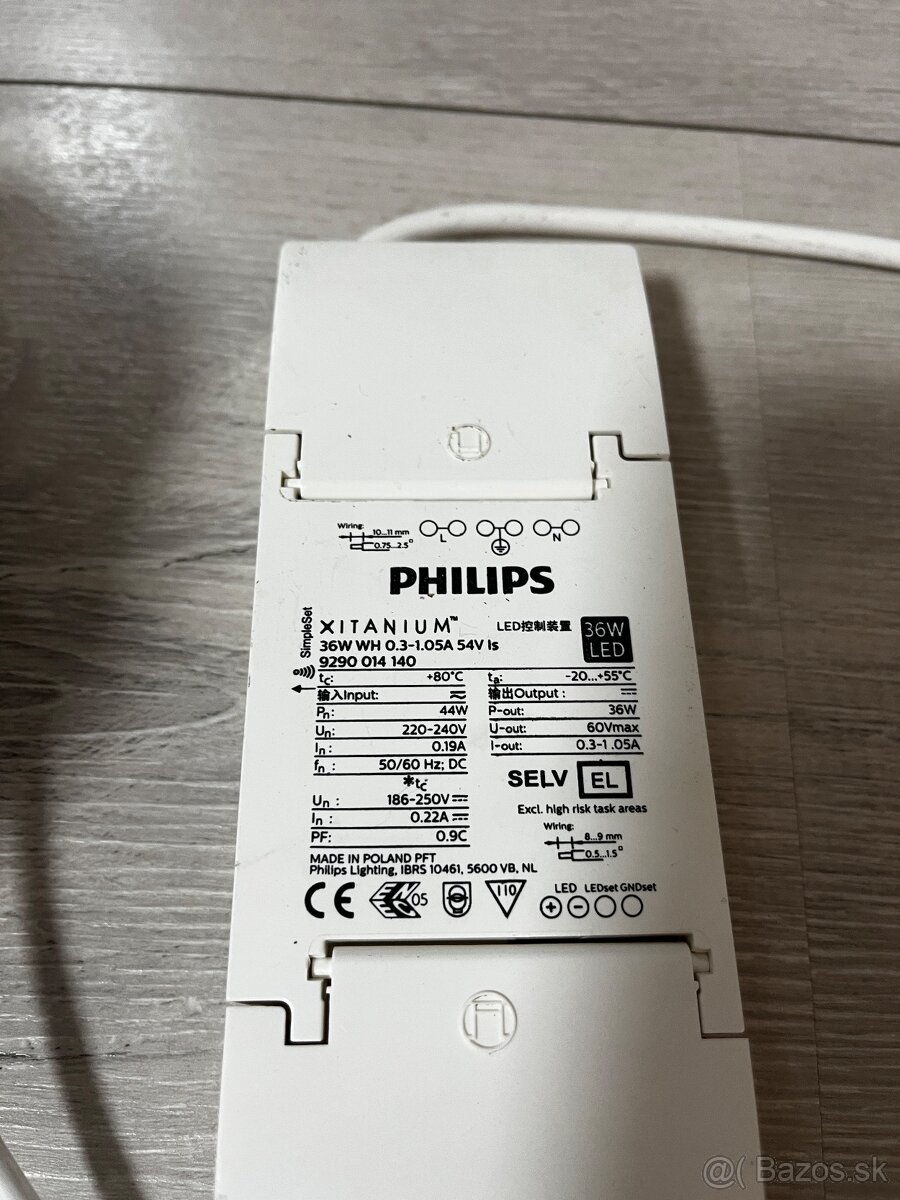 Wiring:
10...11 mm
0.75...2.5□
L
N
PHILIPS
SimpleSet
XITANIUM™
LED控制装置
36W
LED
36W WH 0.3-1.05A 54V Is
9290 014 140
tc: +80°C
ta: -20...+55°C
输入Input:
输出Output :
Pn: 44W
P-out: 36W
Un: 220-240V
U-out: 60Vmax
In : 0.19A
I-out: 0.3-1.05A
fn : 50/60 Hz; DC
*tc
SELV EL
Un : 186-250V
Excl. high risk task areas
In : 0.22A
Wiring:
8...9 mm
0.5...1.5□
PF: 0.9C
MADE IN POLAND PFT
Philips Lighting, IBRS 10461, 5600 VB, NL
CE
ENEC 05
110
LED LEDset GNDset
+ -
@( Bazos.sk